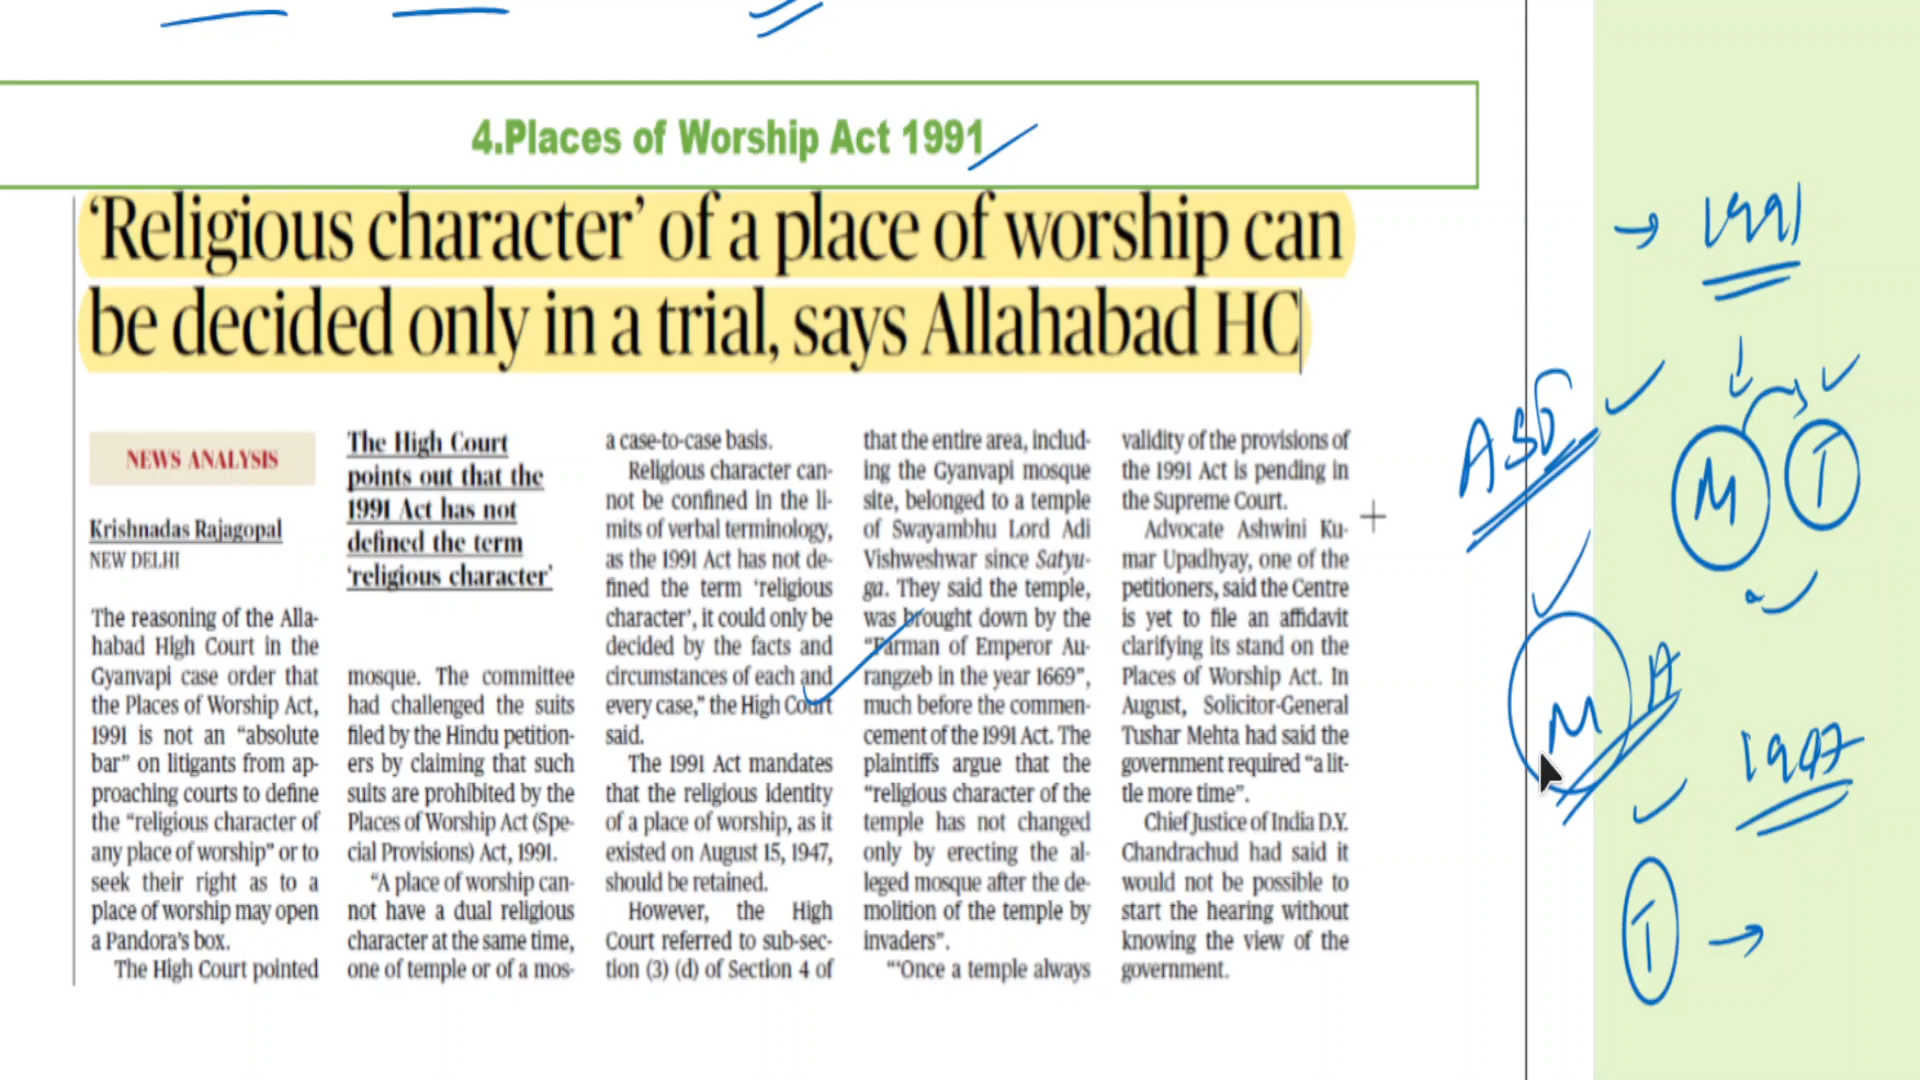 4.Places of Worship Act 1991
‘Religious character’ of a place of worship can
be decided only in a trial, says Allahabad HC
NEWS ANALYSIS
Krishnadas Rajagopal
NEW DELHI
The reasoning of the Alla-
habad High Court in the
Gyanvapi case order that
the Places of Worship Act,
1991 is not an “absolute
bar” on litigants from ap-
proaching courts to define
the “religious character of
any place of worship” or to
seek their right as to a
place of worship may open
a Pandora’s box.
The High Court pointed
The High Court
points out that the
1991 Act has not
defined the term
‘religious character’
mosque. The committee
had challenged the suits
filed by the Hindu petition-
ers by claiming that such
suits are prohibited by the
Places of Worship Act (Spe-
cial Provisions) Act, 1991.
“A place of worship can-
not have a dual religious
character at the same time,
one of temple or of a mos-
a case-to-case basis.
Religious character can-
not be confined in the li-
mits of verbal terminology,
as the 1991 Act has not de-
fined the term ‘religious
character’, it could only be
decided by the facts and
circumstances of each and
every case,” the High Court
said.
The 1991 Act mandates
that the religious identity
of a place of worship, as it
existed on August 15, 1947,
should be retained.
However, the High
Court referred to sub-sec-
tion (3) (d) of Section 4 of
that the entire area, includ-
ing the Gyanvapi mosque
site, belonged to a temple
of Swayambhu Lord Adi
Vishweshwar since Satyu-
ga. They said the temple,
was brought down by the
“Farman of Emperor Au-
rangzeb in the year 1669”,
much before the commen-
cement of the 1991 Act. The
plaintiffs argue that the
“religious character of the
temple has not changed
only by erecting the al-
leged mosque after the de-
molition of the temple by
invaders”.
“‘Once a temple always
validity of the provisions of
the 1991 Act is pending in
the Supreme Court.
Advocate Ashwini Ku-
mar Upadhyay, one of the
petitioners, said the Centre
is yet to file an affidavit
clarifying its stand on the
Places of Worship Act. In
August, Solicitor-General
Tushar Mehta had said the
government required “a lit-
tle more time”.
Chief Justice of India D.Y.
Chandrachud had said it
would not be possible to
start the hearing without
knowing the view of the
government.
1991
M T
M
1947
T